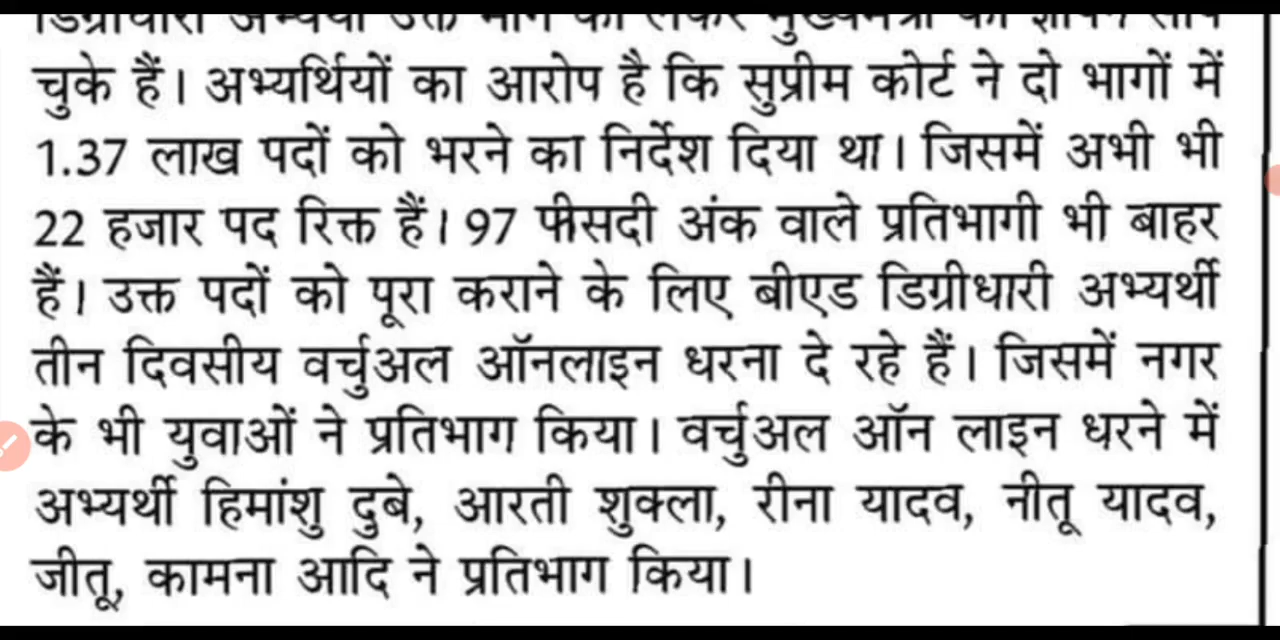 चुके हैं। अभ्यर्थियों का आरोप है कि सुप्रीम कोर्ट ने दो भागों में
1.37 लाख पदों को भरने का निर्देश दिया था। जिसमें अभी भी
22 हजार पद रिक्त हैं। 97 फीसदी अंक वाले प्रतिभागी भी बाहर
हैं। उक्त पदों को पूरा कराने के लिए बीएड डिग्रीधारी अभ्यर्थी
तीन दिवसीय वर्चुअल ऑनलाइन धरना दे रहे हैं। जिसमें नगर
के भी युवाओं ने प्रतिभाग किया। वर्चुअल ऑन लाइन धरने में
अभ्यर्थी हिमांशु दुबे, आरती शुक्ला, रीना यादव, नीतू यादव,
जीतू, कामना आदि ने प्रतिभाग किया।